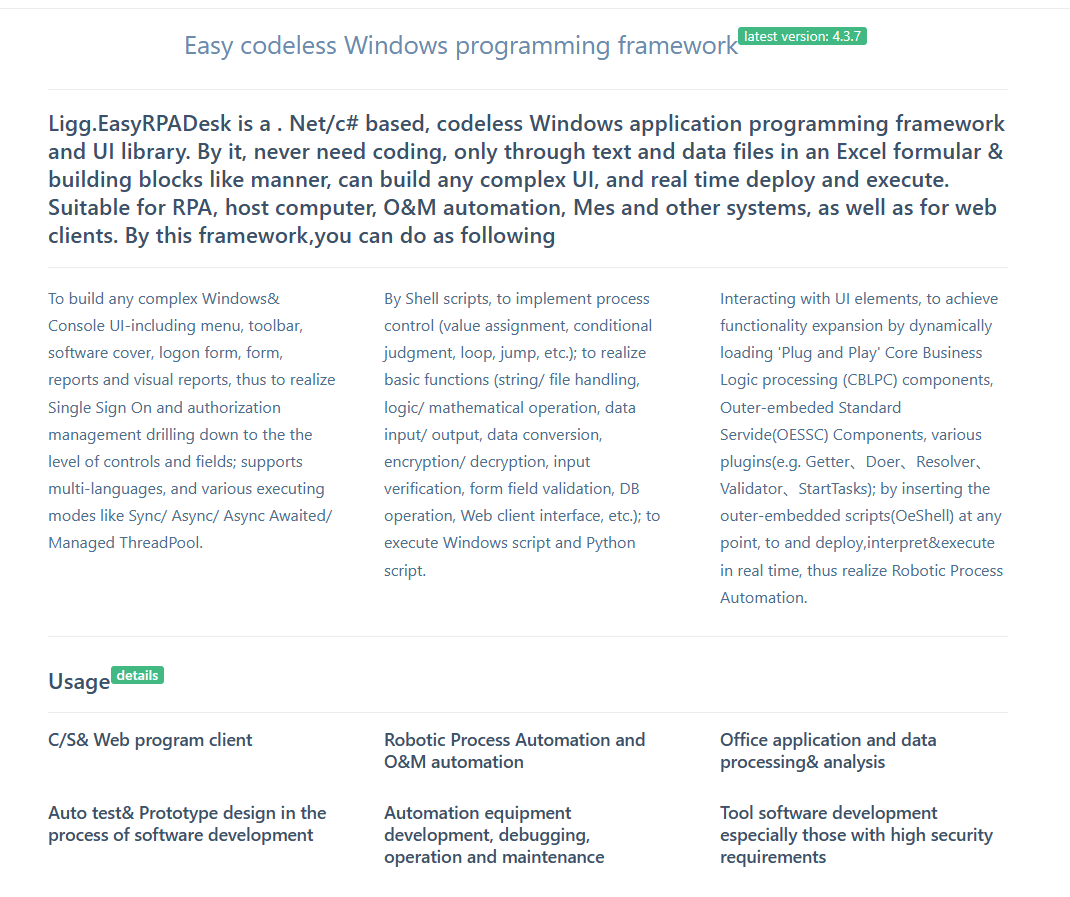 Easy codeless Windows programming framework latest version: 4.3.7
Ligg.EasyRPADesk is a . Net/c# based, codeless Windows application programming framework
and UI library. By it, never need coding, only through text and data files in an Excel formular &
building blocks like manner, can build any complex UI, and real time deploy and execute.
Suitable for RPA, host computer, O&M automation, Mes and other systems, as well as for web
clients. By this framework,you can do as following
To build any complex Windows&
Console UI-including menu, toolbar,
software cover, logon form, form,
reports and visual reports, thus to realize
Single Sign On and authorization
management drilling down to the the
level of controls and fields; supports
multi-languages, and various executing
modes like Sync/ Async/ Async Awaited/
Managed ThreadPool.
By Shell scripts, to implement process
control (value assignment, conditional
judgment, loop, jump, etc.); to realize
basic functions (string/ file handling,
logic/ mathematical operation, data
input/ output, data conversion,
encryption/ decryption, input
verification, form field validation, DB
operation, Web client interface, etc.); to
execute Windows script and Python
script.
Interacting with UI elements, to achieve
functionality expansion by dynamically
loading 'Plug and Play' Core Business
Logic processing (CBLPC) components,
Outer-embeded Standard
Servide(OESSC) Components, various
plugins(e.g. Getter、Doer、Resolver、
Validator、StartTasks); by inserting the
outer-embedded scripts(OeShell) at any
point, to and deploy,interpret&execute
in real time, thus realize Robotic Process
Automation.
Usage details
C/S& Web program client
Robotic Process Automation and
O&M automation
Office application and data
processing& analysis
Auto test& Prototype design in the
process of software development
Automation equipment
development, debugging,
operation and maintenance
Tool software development
especially those with high security
requirements